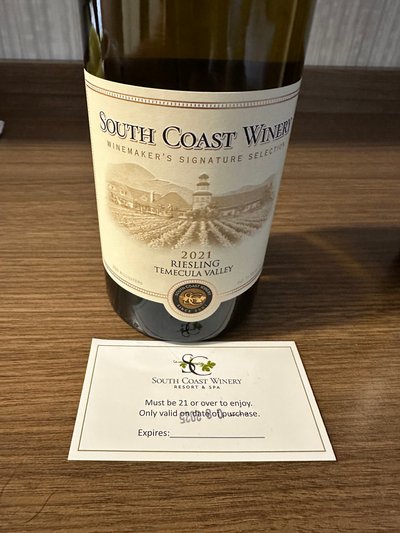 SOUTH COAST WINERY
WINEMAKER'S SIGNATURE SELECTION
2021
RIESLING
TEMECULA VALLEY
SC
SOUTH COAST WINERY
RESORT & SPA
Must be 21 or over to enjoy.
Only valid on date of purchase.
Expires: